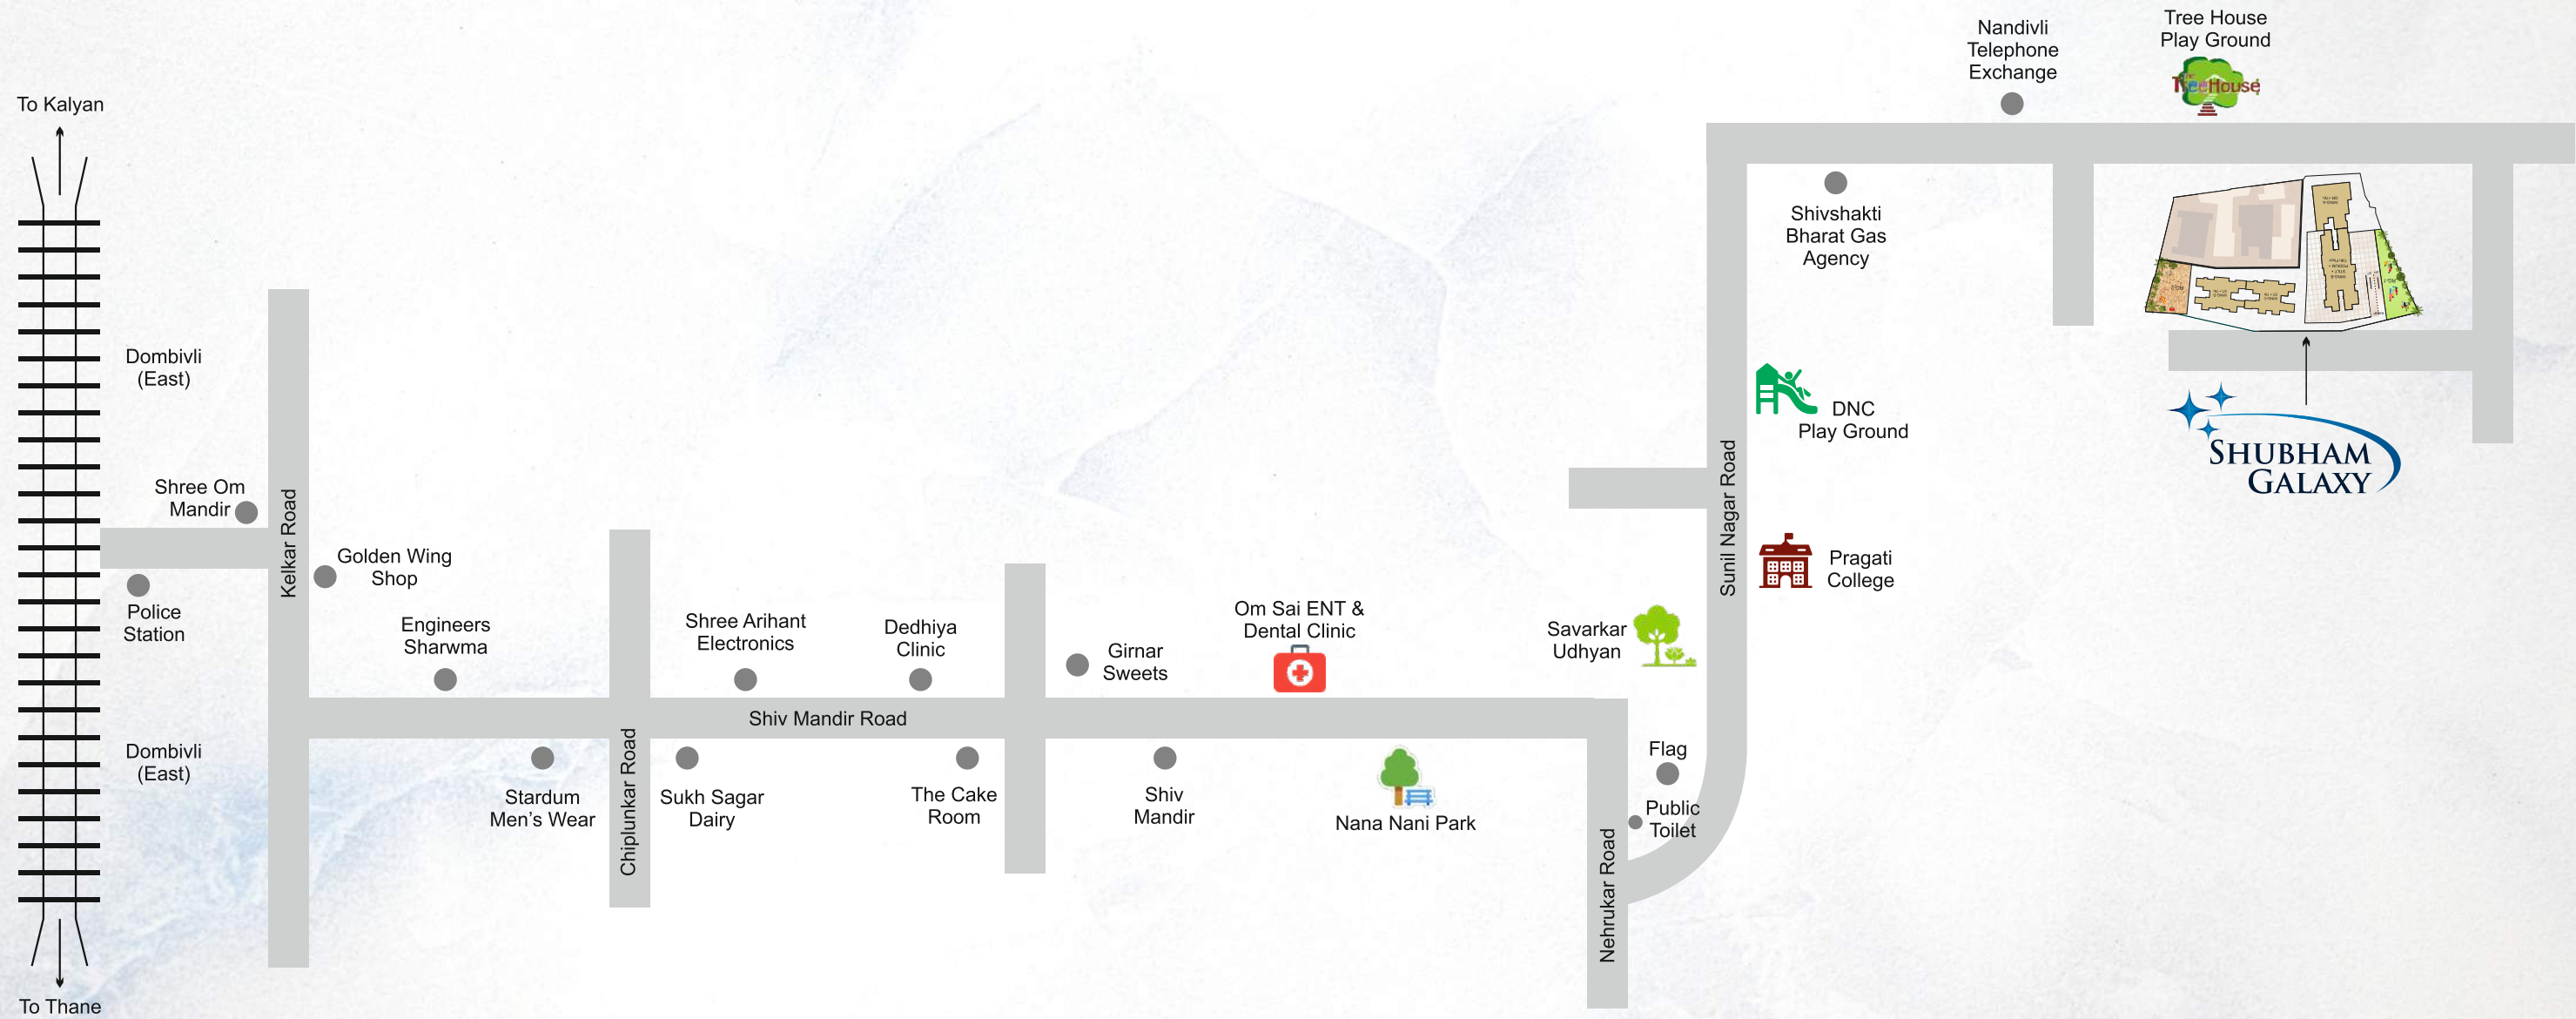 To Kalyan
Dombivli
(East)
Shree Om
Mandir
Police
Station
Dombivli
(East)
To Thane
Kelkar Road
Golden Wing
Shop
Engineers
Sharwma
Stardum
Men's Wear
Chiplunkar Road
Shree Arihant
Electronics
Dedhiya
Clinic
Shiv Mandir Road
Sukh Sagar
Dairy
The Cake
Room
Girnar
Sweets
Shiv
Mandir
Om Sai ENT &
Dental Clinic
Nana Nani Park
Savarkar
Udhyan
Flag
Public
Toilet
Nehrukar Road
Sunil Nagar Road
Pragati
College
DNC
Play Ground
Shivshakti
Bharat Gas
Agency
Nandivli
Telephone
Exchange
Tree House
Play Ground
TreeHouse
SHUBHAM
GALAXY